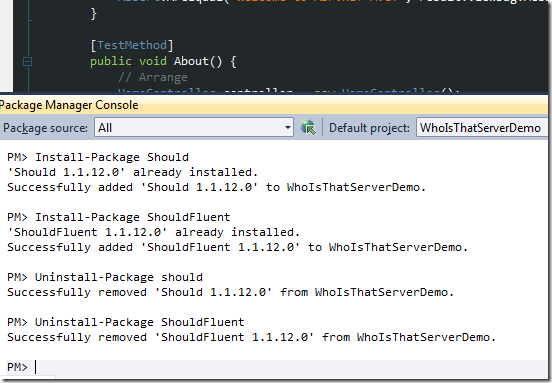 }
[TestMethod]
public void About() {
// Arrange
Package Manager Console
Package source: All Default project: WhoIsThatServerDemo
PM> Install-Package Should
'Should 1.1.12.0' already installed.
Successfully added 'Should 1.1.12.0' to WhoIsThatServerDemo.
PM> Install-Package ShouldFluent
'ShouldFluent 1.1.12.0' already installed.
Successfully added 'ShouldFluent 1.1.12.0' to WhoIsThatServerDemo.
PM> Uninstall-Package should
Successfully removed 'Should 1.1.12.0' from WhoIsThatServerDemo.
PM> Uninstall-Package ShouldFluent
Successfully removed 'ShouldFluent 1.1.12.0' from WhoIsThatServerDemo.
PM>